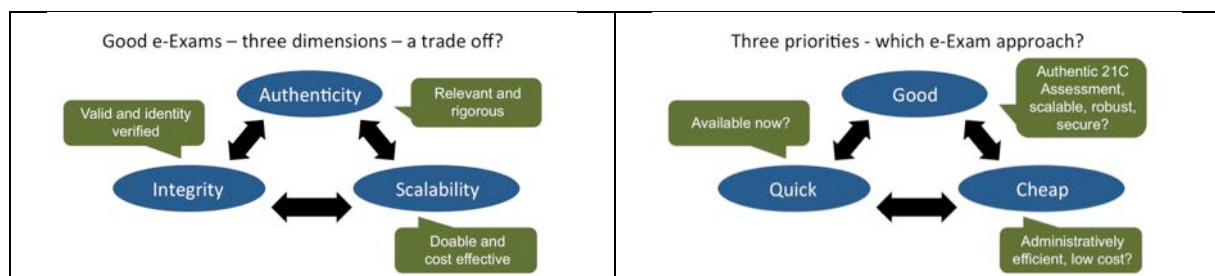 Good e-Exams – three dimensions – a trade off?
Authenticity
Relevant and
rigorous
Valid and identity
verified
Integrity
Scalability
Doable and
cost effective
Three priorities - which e-Exam approach?
Good
Authentic 21C
Assessment,
scalable, robust,
secure?
Available now?
Quick
Cheap
Administratively
efficient, low cost?